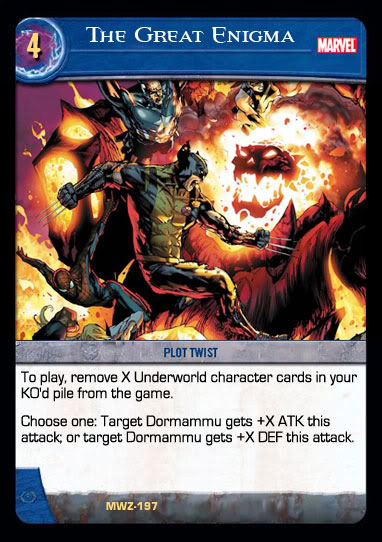 4
The Great Enigma
MARVEL
PLOT TWIST
To play, remove X Underworld character cards in your
KO'd pile from the game.
Choose one: Target Dormammu gets +X ATK this
attack; or target Dormammu gets +X DEF this attack.
MWZ-197